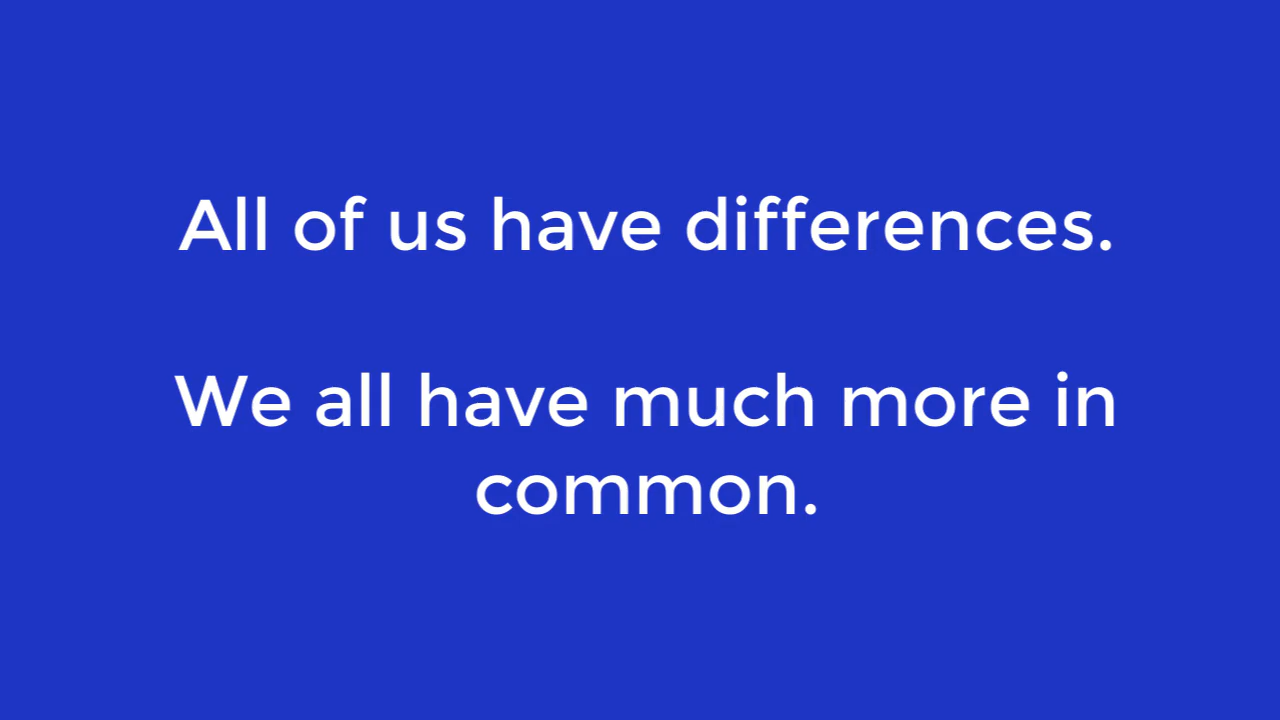 All of us have differences.
We all have much more in
common.